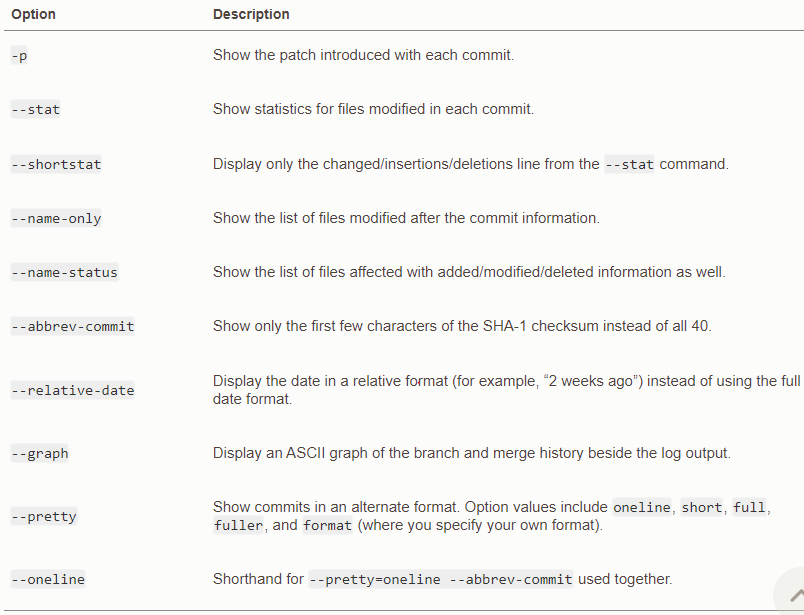 Option Description
-p Show the patch introduced with each commit.
--stat Show statistics for files modified in each commit.
--shortstat Display only the changed/insertions/deletions line from the --stat command.
--name-only Show the list of files modified after the commit information.
--name-status Show the list of files affected with added/modified/deleted information as well.
--abbrev-commit Show only the first few characters of the SHA-1 checksum instead of all 40.
--relative-date Display the date in a relative format (for example, “2 weeks ago”) instead of using the full
date format.
--graph Display an ASCII graph of the branch and merge history beside the log output.
--pretty Show commits in an alternate format. Option values include oneline, short, full,
fuller, and format (where you specify your own format).
--oneline Shorthand for --pretty=oneline --abbrev-commit used together.